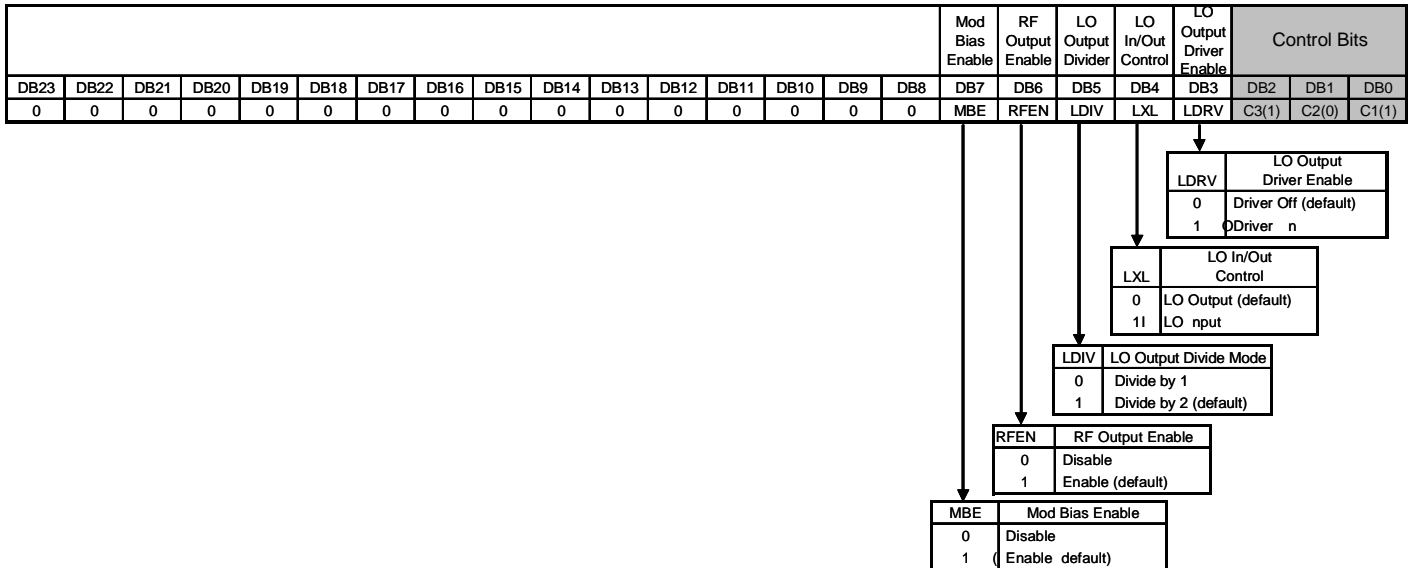 Mod Bias Enable RF Output Enable LO Output Divider LO In/Out Control LO Output Driver Enable Control Bits
DB23 DB22 DB21 DB20 DB19 DB18 DB17 DB16 DB15 DB14 DB13 DB12 DB11 DB10 DB9 DB8 DB7 DB6 DB5 DB4 DB3 DB2 DB1 DB0
0 0 0 0 0 0 0 0 0 0 0 0 0 0 0 0 MBE RFEN LDIV LXL LDRV C3(1) C2(0) C1(1)
LDRV LO Output Driver Enable
0 Driver Off (default)
1 ODriver n
LXL LO In/Out Control
0 LO Output (default)
1I LO nput
LDIV LO Output Divide Mode
0 Divide by 1
1 Divide by 2 (default)
RFEN RF Output Enable
0 Disable
1 Enable (default)
MBE Mod Bias Enable
0 Disable
1 ( Enable default)